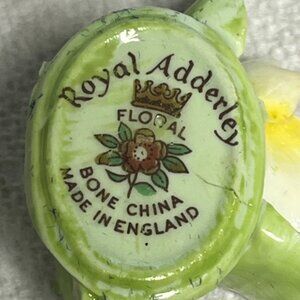 Royal Adderley
FLORAL
BONE CHINA
MADE IN ENGLAND